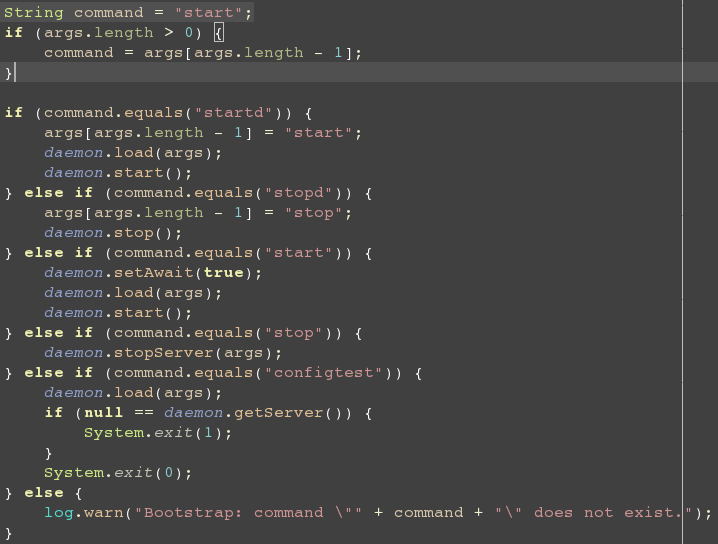 String command = "start";
if (args.length > 0) {
    command = args[args.length - 1];
}

if (command.equals("startd")) {
    args[args.length - 1] = "start";
    daemon.load(args);
    daemon.start();
} else if (command.equals("stopd")) {
    args[args.length - 1] = "stop";
    daemon.stop();
} else if (command.equals("start")) {
    daemon.setAwait(true);
    daemon.load(args);
    daemon.start();
} else if (command.equals("stop")) {
    daemon.stopServer(args);
} else if (command.equals("configtest")) {
    daemon.load(args);
    if (null == daemon.getServer()) {
        System.exit(1);
    }
    System.exit(0);
} else {
    log.warn("Bootstrap: command \"" + command + "\" does not exist.");
}